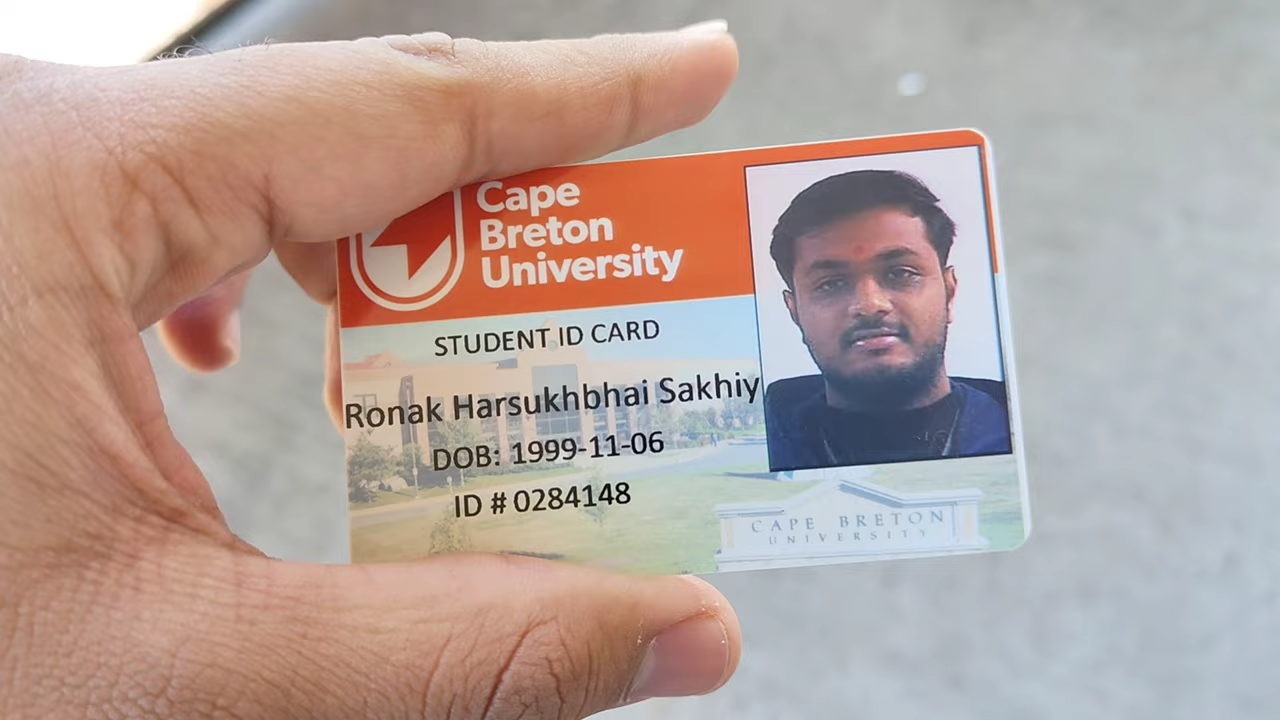 Cape
Breton
University
STUDENT ID CARD
Ronak Harsukhbhai Sakhiy
DOB: 1999-11-06
ID # 0284148
CAPE BRETON
UNIVERSITY